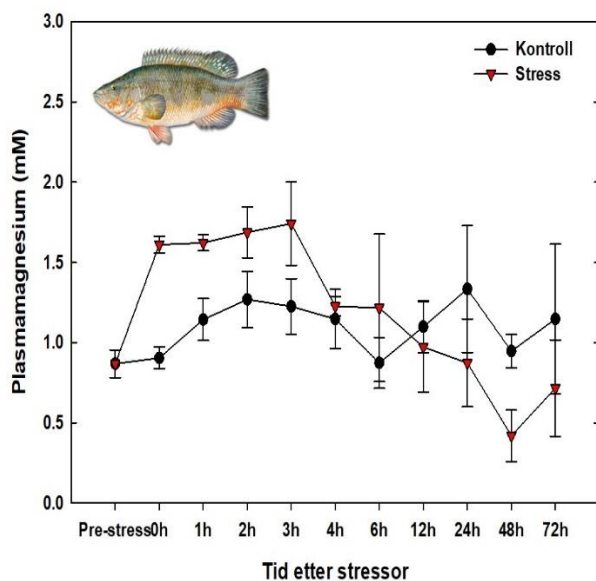 3.0
Kontroll
Stress
2.5
2.0
1.5
1.0
0.5
0.0
Plasmamagnesium (mM)
Pre-stress 0h 1h 2h 3h 4h 6h 12h 24h 48h 72h
Tid etter stressor